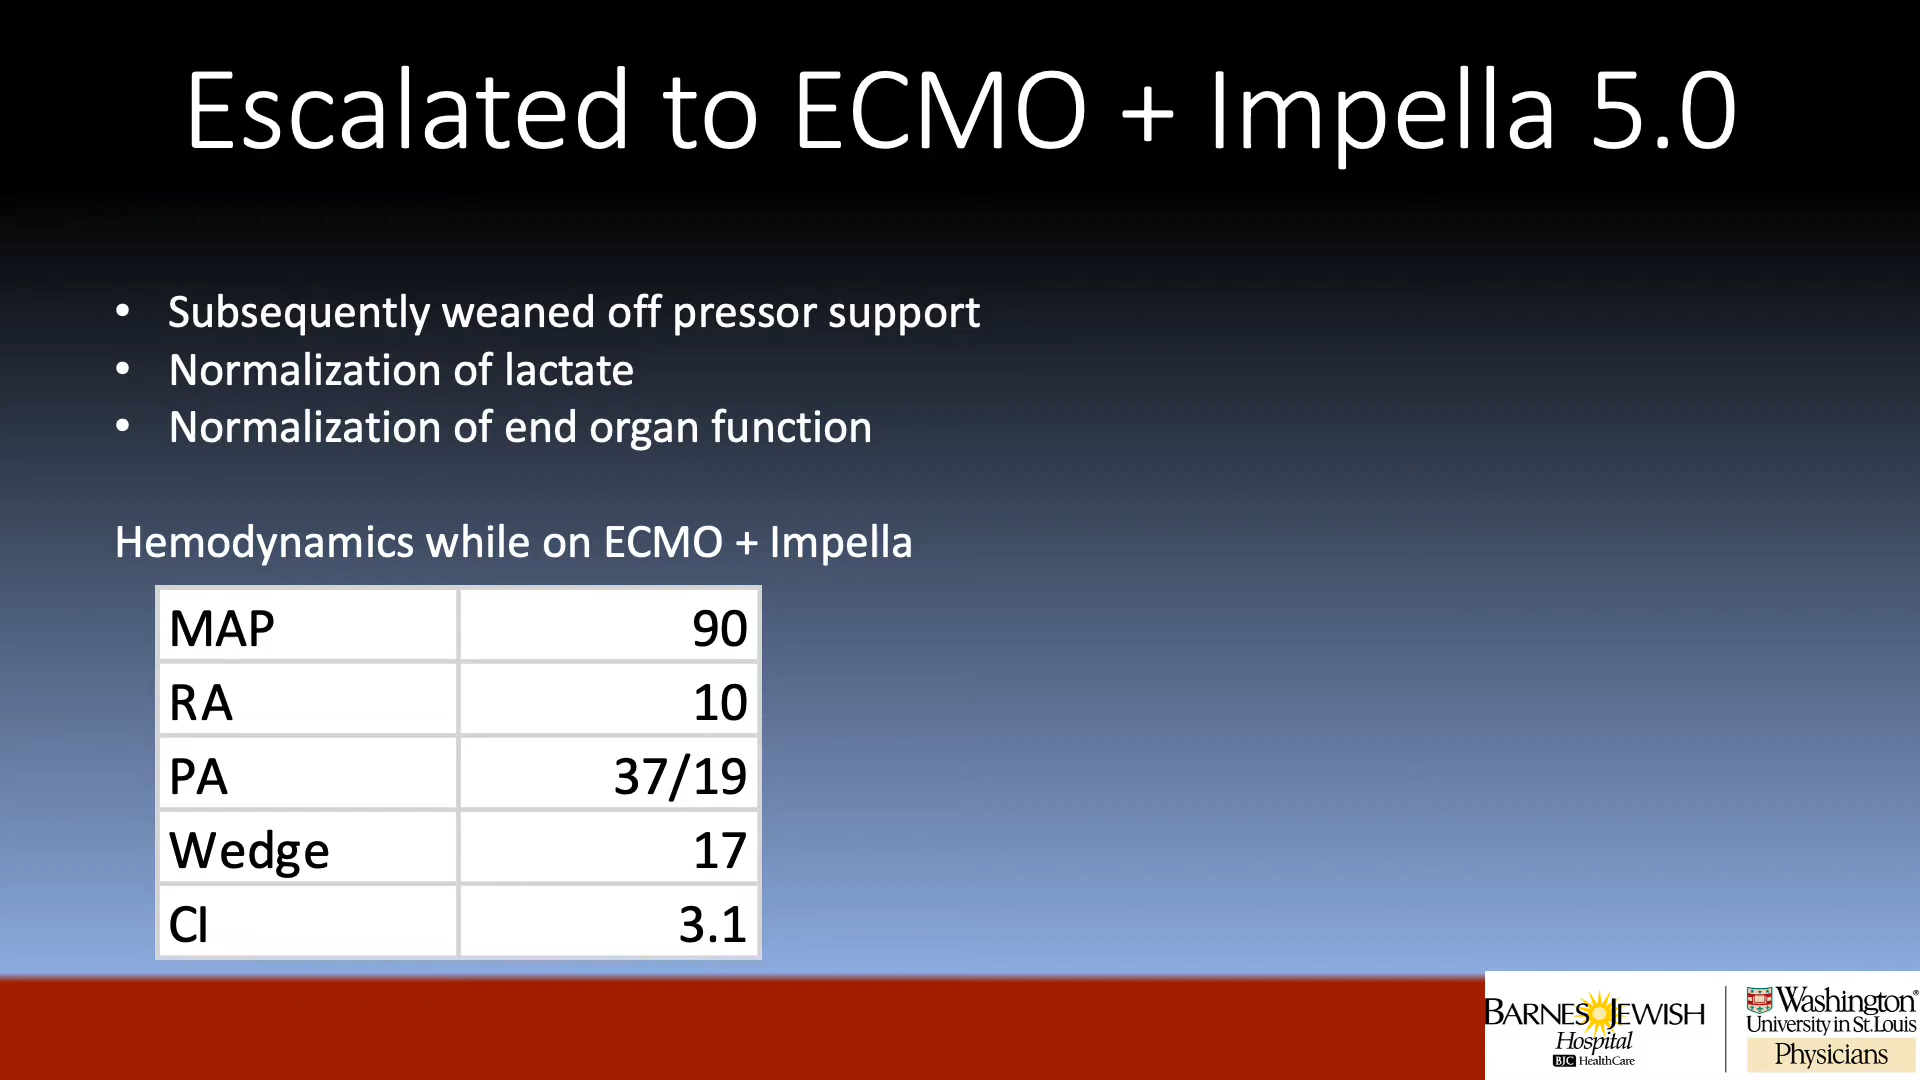 Escalated to ECMO + Impella 5.0
• Subsequently weaned off pressor support
• Normalization of lactate
• Normalization of end organ function
Hemodynamics while on ECMO + Impella
MAP 90
RA 10
PA 37/19
Wedge 17
CI 3.1
BARNES JEWISH
Hospital
BJC HealthCare
Washington®
University in St. Louis
Physicians